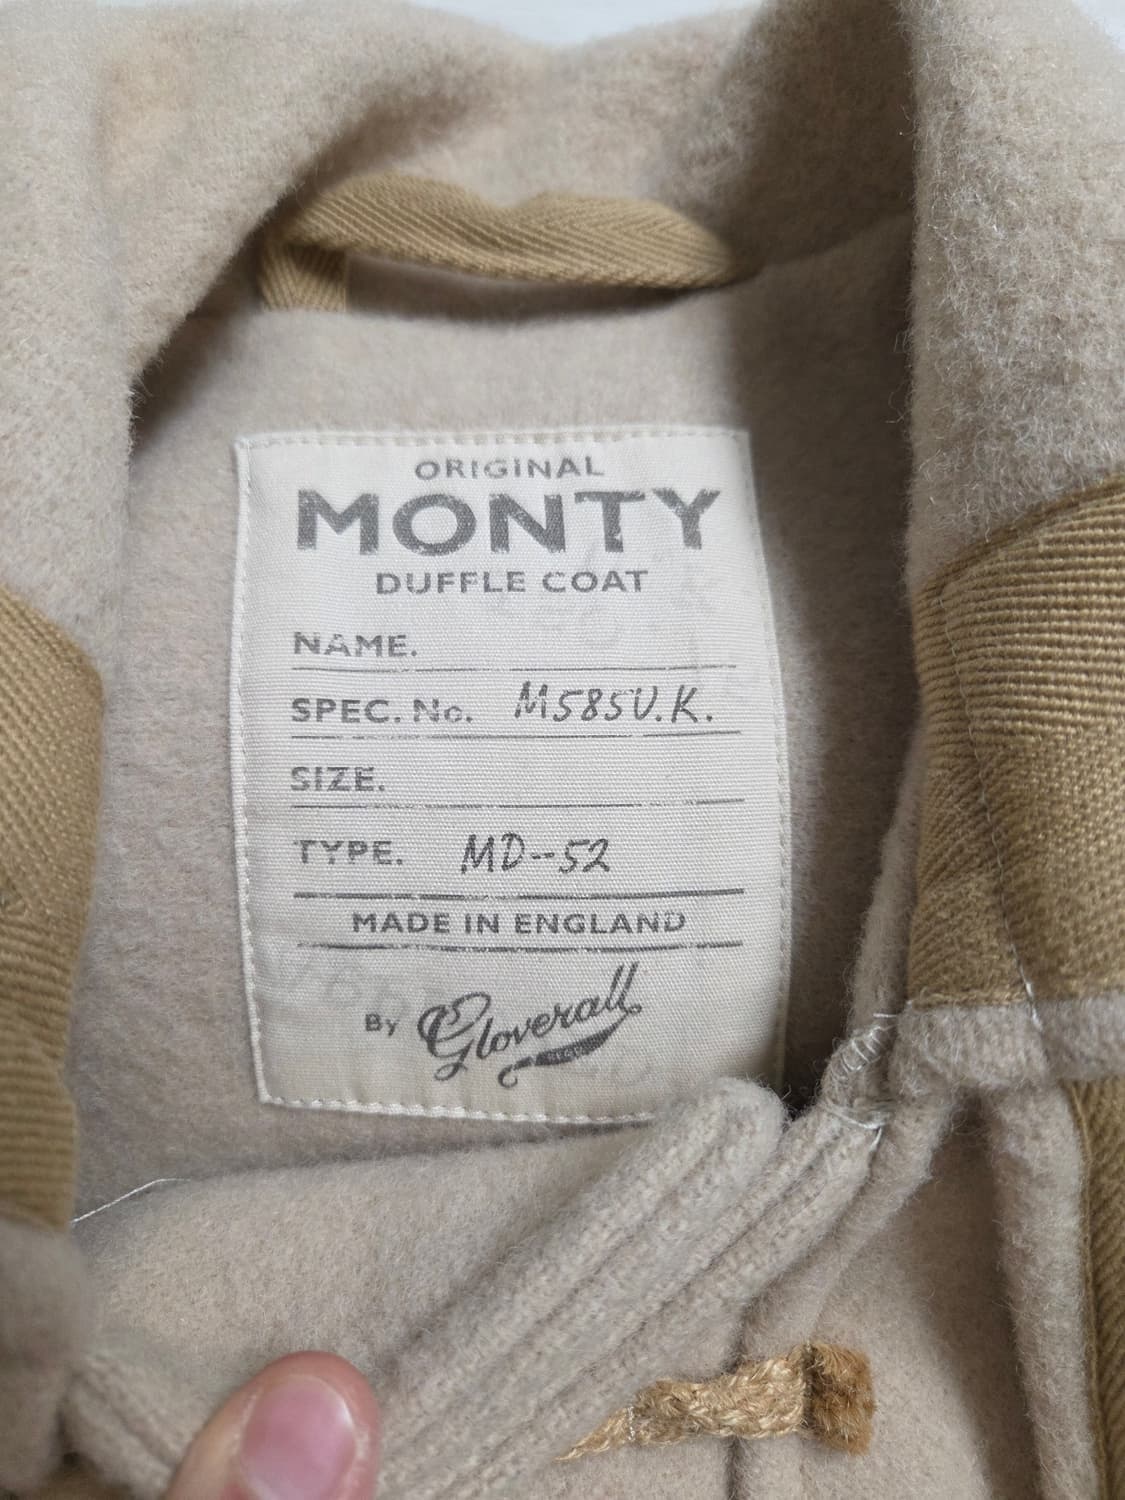 ORIGINAL
MONTY
DUFFLE COAT
NAME.
SPEC. No. M585U.K.
SIZE.
TYPE. MD--52
MADE IN ENGLAND
By Gloverall